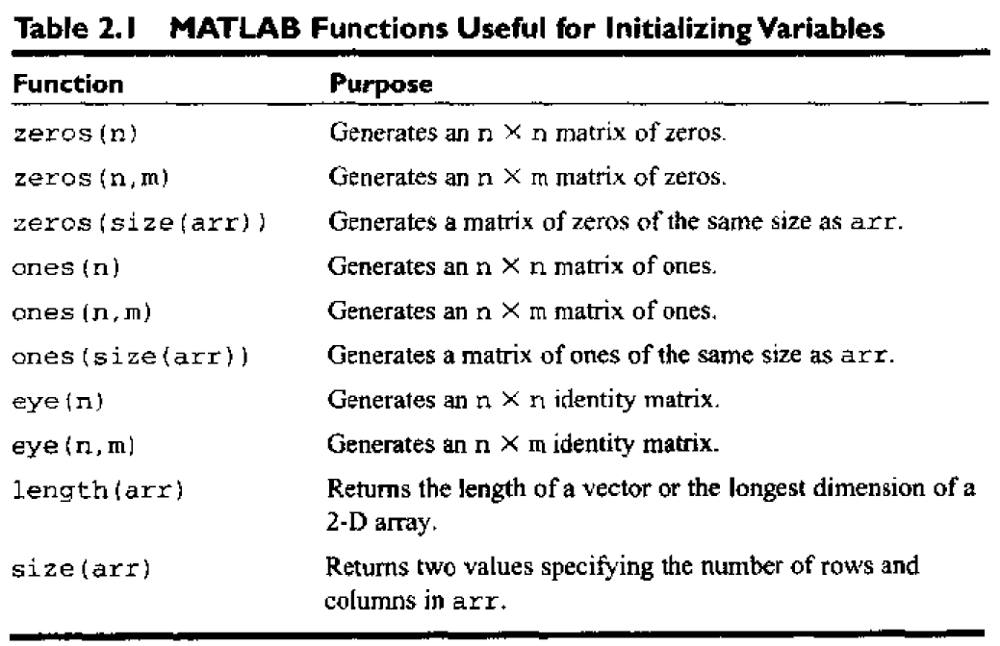 Table 2.1 MATLAB Functions Useful for Initializing Variables
Function Purpose
zeros(n) Generates an n × n matrix of zeros.
zeros(n,m) Generates an n × m matrix of zeros.
zeros(size(arr)) Generates a matrix of zeros of the same size as arr.
ones(n) Generates an n × n matrix of ones.
ones(n,m) Generates an n × m matrix of ones.
ones(size(arr)) Generates a matrix of ones of the same size as arr.
eye(n) Generates an n × n identity matrix.
eye(n,m) Generates an n × m identity matrix.
length(arr) Returns the length of a vector or the longest dimension of a
2-D array.
size(arr) Returns two values specifying the number of rows and
columns in arr.